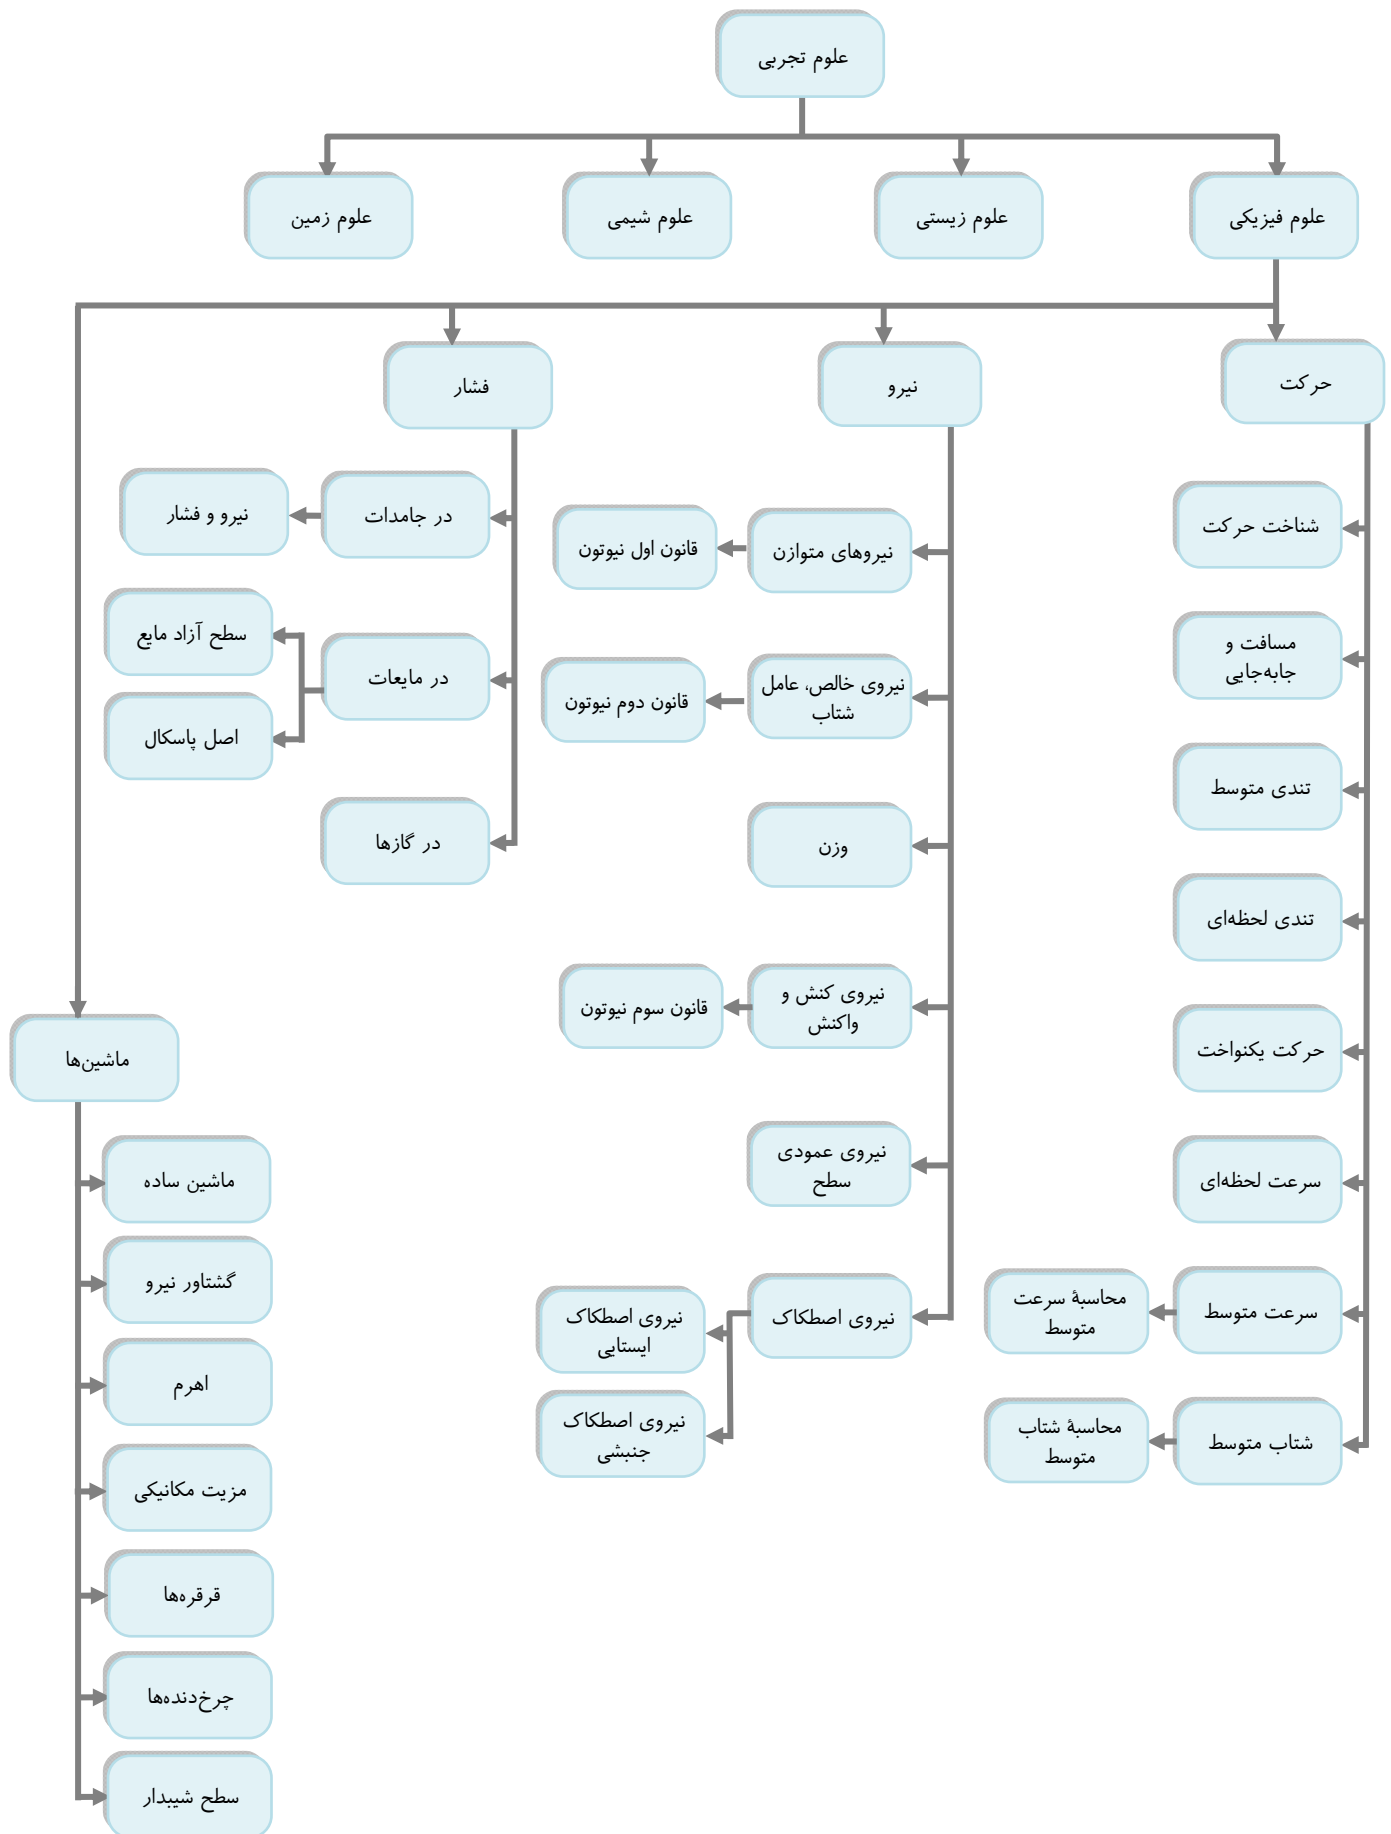 علوم تجربی
علوم فیزیکی
علوم زیستی
علوم شیمی
علوم زمین
حرکت
نیرو
فشار
شناخت حرکت
مسافت و
جابه‌جایی
تندی متوسط
تندی لحظه‌ای
حرکت یکنواخت
سرعت لحظه‌ای
سرعت متوسط
محاسبهٔ سرعت
متوسط
شتاب متوسط
محاسبهٔ شتاب
متوسط
نیروهای متوازن
قانون اول نیوتون
نیروی خالص، عامل
شتاب
قانون دوم نیوتون
وزن
نیروی کنش و
واکنش
قانون سوم نیوتون
نیروی عمودی
سطح
نیروی اصطکاک
نیروی اصطکاک
ایستایی
نیروی اصطکاک
جنبشی
در جامدات
نیرو و فشار
در مایعات
سطح آزاد مایع
اصل پاسکال
در گازها
ماشین‌ها
ماشین ساده
گشتاور نیرو
اهرم
مزیت مکانیکی
قرقره‌ها
چرخ‌دنده‌ها
سطح شیبدار